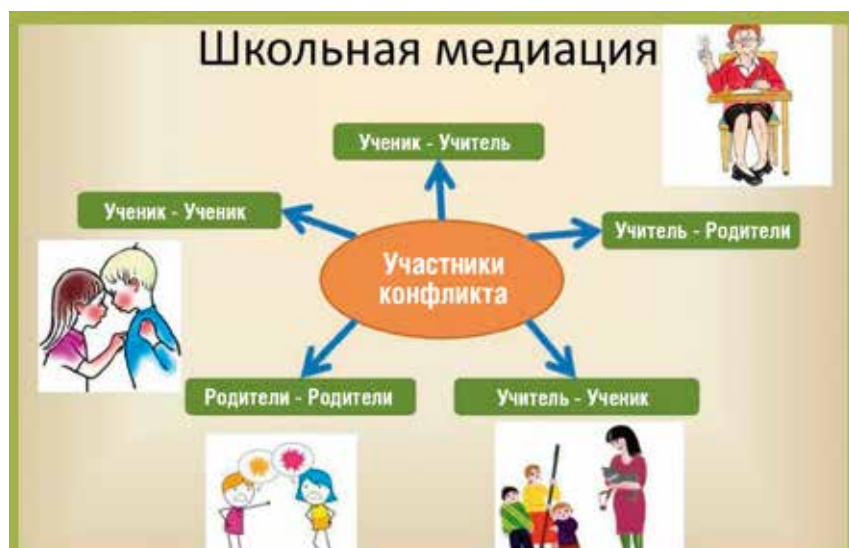 Школьная медиация
Ученик - Учитель
Ученик - Ученик
Учитель - Родители
Участники
конфликта
Родители - Родители
Учитель - Ученик